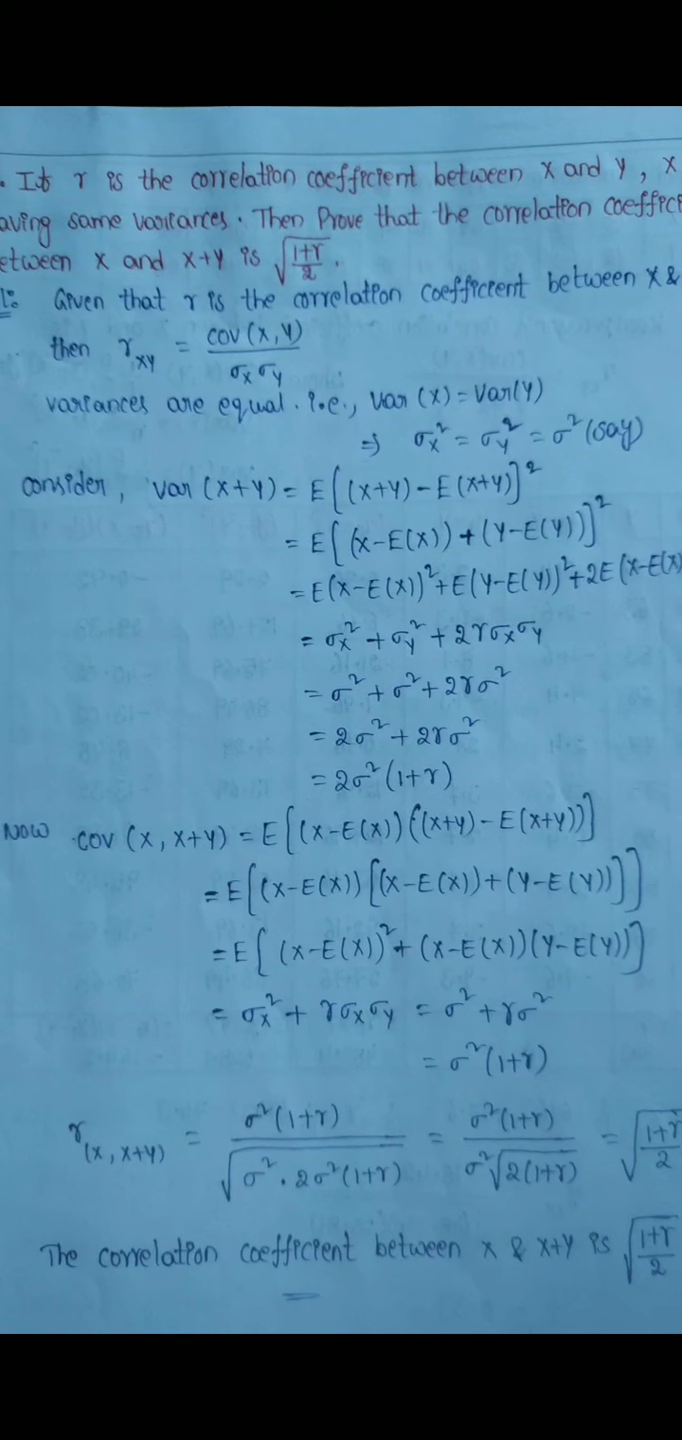 . If r is the correlation coefficient between x and y, x
aving same variances. Then Prove that the correlation coeffici
etween x and x+y is √(1+r/2).
l:- Given that r is the correlation coefficient between x &
then r_XY = cov(x,y)/σ_X σ_Y
variances are equal. i.e., var(x) = var(y)
⇒ σ_X² = σ_Y² = σ² (say)
consider, var(x+y) = E[(x+y)-E(x+y)]²
= E[(x-E(x))+(y-E(y))]²
= E(x-E(x))²+E(y-E(y))²+2E(x-E(x)
= σ_X² + σ_Y² + 2rσ_Xσ_Y
= σ² + σ² + 2rσ²
= 2σ² + 2rσ²
= 2σ²(1+r)
Now cov(x, x+y) = E[(x-E(x))((x+y)-E(x+y))]
= E[(x-E(x))[(x-E(x))+(y-E(y))]]
= E[(x-E(x))²+(x-E(x))(y-E(y))]
= σ_X² + rσ_Xσ_Y = σ² + rσ²
= σ²(1+r)
r_(x, x+y) = σ²(1+r)/√(σ².2σ²(1+r)) = σ²(1+r)/σ²√(2(1+r)) = √(1+r/2)
The correlation coefficient between x & x+y is √(1+r/2)